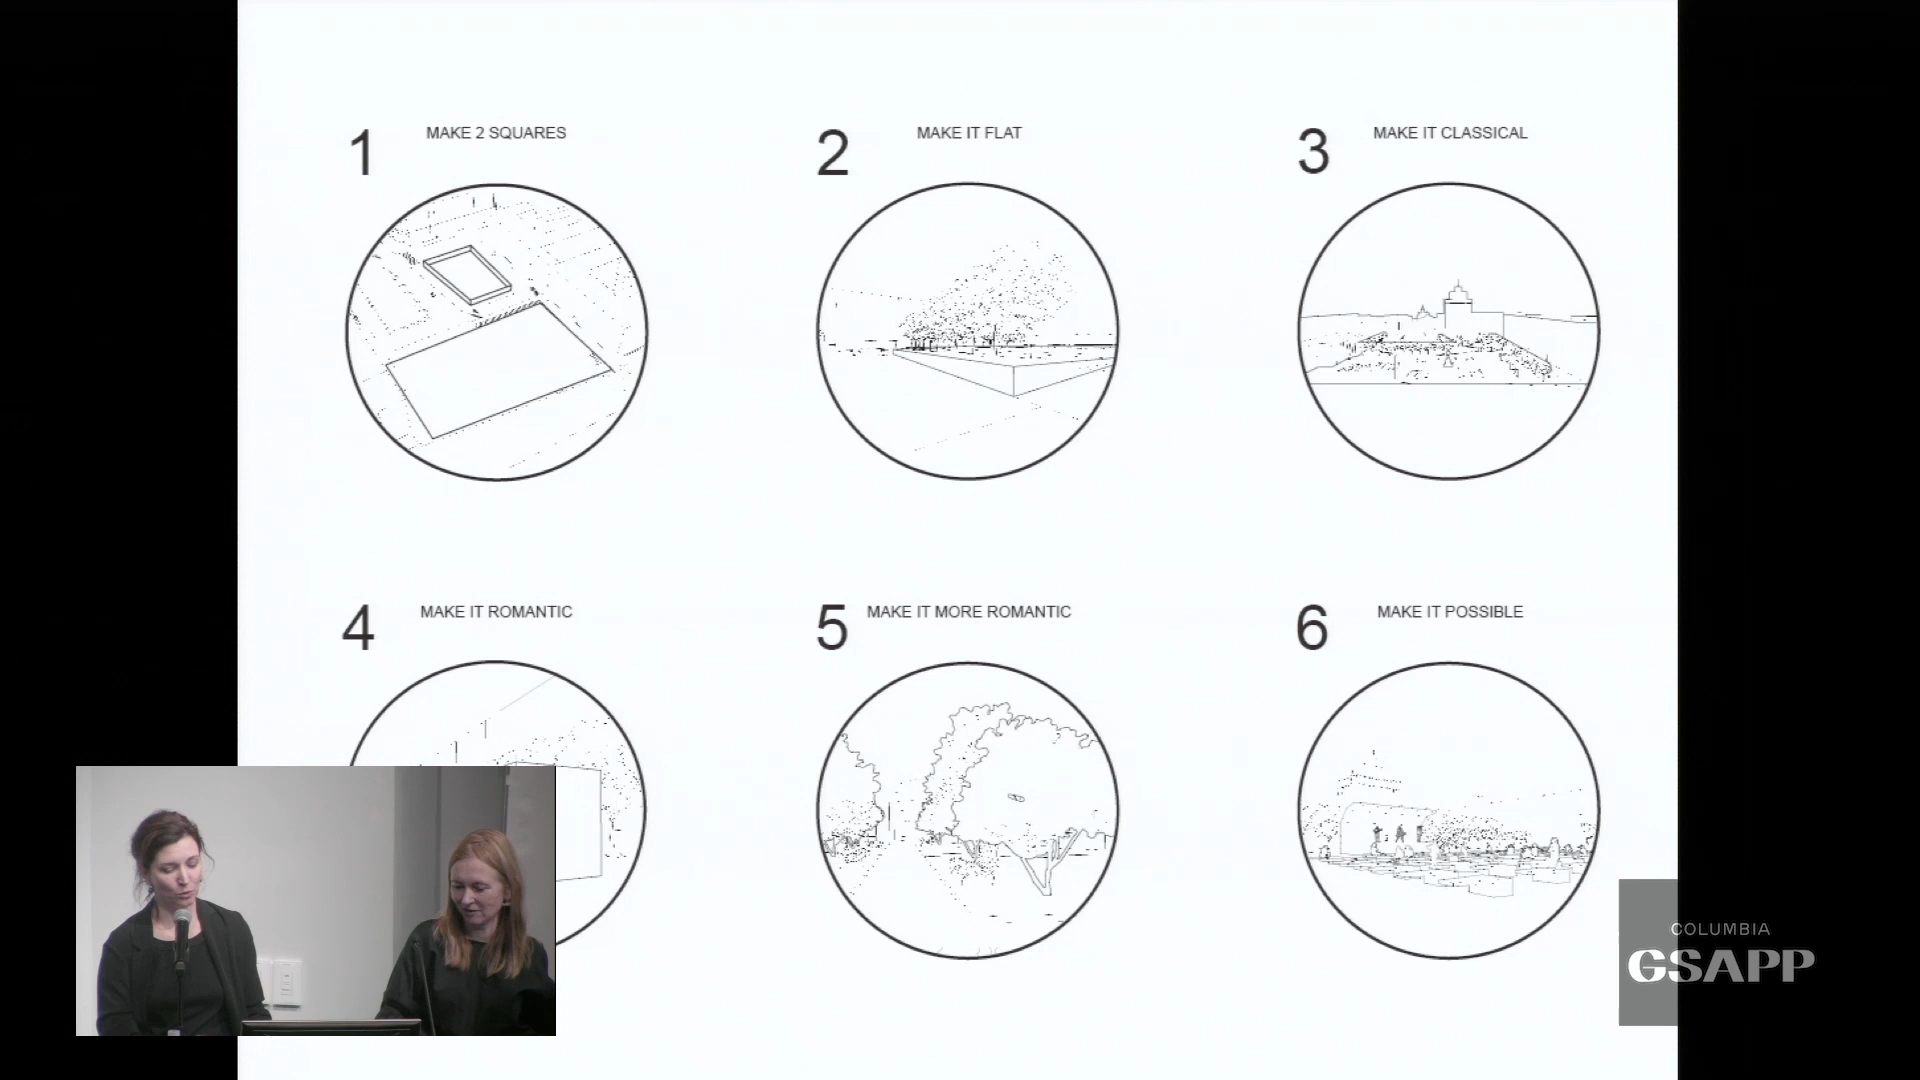 1 MAKE 2 SQUARES
2 MAKE IT FLAT
3 MAKE IT CLASSICAL
4 MAKE IT ROMANTIC
5 MAKE IT MORE ROMANTIC
6 MAKE IT POSSIBLE
COLUMBIA
GSAPP